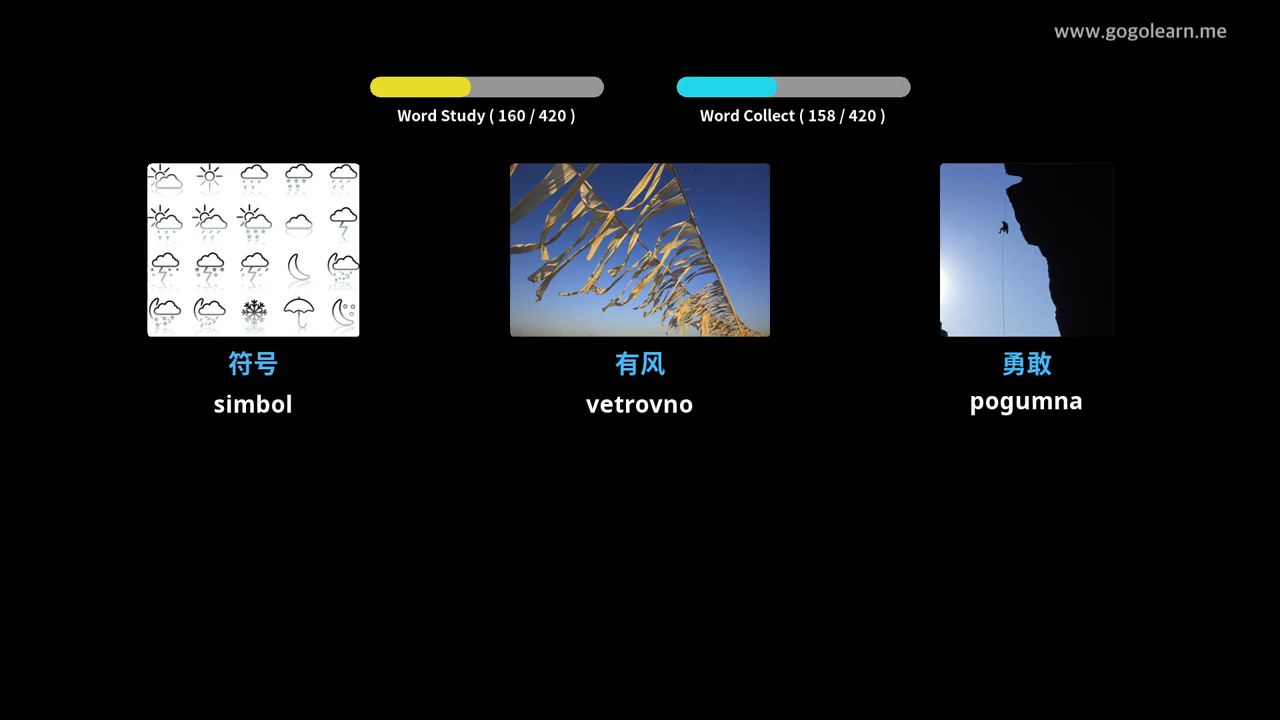 www.gogolearn.me
Word Study ( 160 / 420 )
Word Collect ( 158 / 420 )
符号
有风
勇敢
simbol
vetrovno
pogumna